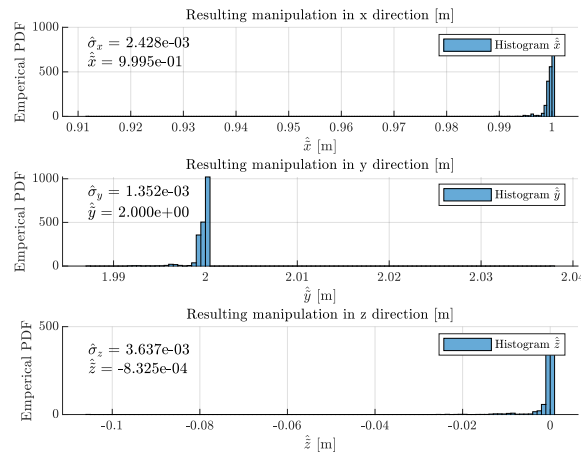 Resulting manipulation in x direction [m]
Emperical PDF
1000
500
0
σ̂ₓ = 2.428e-03
x̂̄ = 9.995e-01
Histogram x̂̄
0.91 0.92 0.93 0.94 0.95 0.96 0.97 0.98 0.99 1
x̂̄ [m]
Resulting manipulation in y direction [m]
Emperical PDF
1000
500
0
σ̂_y = 1.352e-03
ŷ̄ = 2.000e+00
Histogram ŷ̄
1.99 2 2.01 2.02 2.03 2.04
ŷ̄ [m]
Resulting manipulation in z direction [m]
Emperical PDF
500
0
σ̂_z = 3.637e-03
ẑ̄ = -8.325e-04
Histogram ẑ̄
-0.1 -0.08 -0.06 -0.04 -0.02 0
ẑ̄ [m]